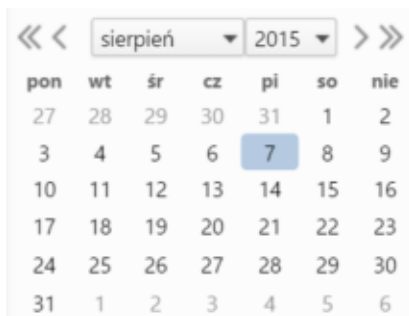 sierpień 2015
pon wt śr cz pi so nie
27 28 29 30 31 1 2
3 4 5 6 7 8 9
10 11 12 13 14 15 16
17 18 19 20 21 22 23
24 25 26 27 28 29 30
31 1 2 3 4 5 6